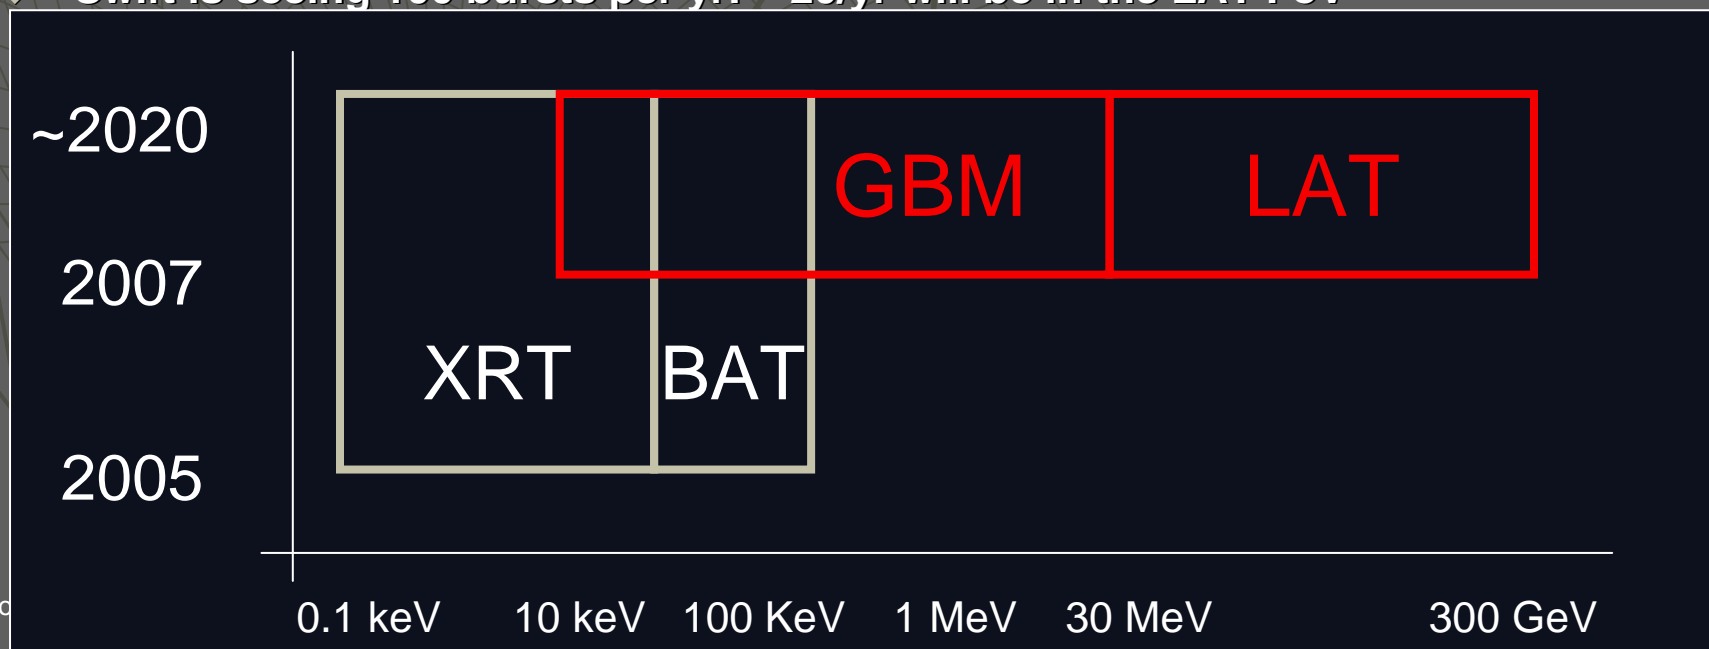 ~2020
GBM LAT
2007
XRT BAT
2005
0.1 keV 10 keV 100 KeV 1 MeV 30 MeV 300 GeV